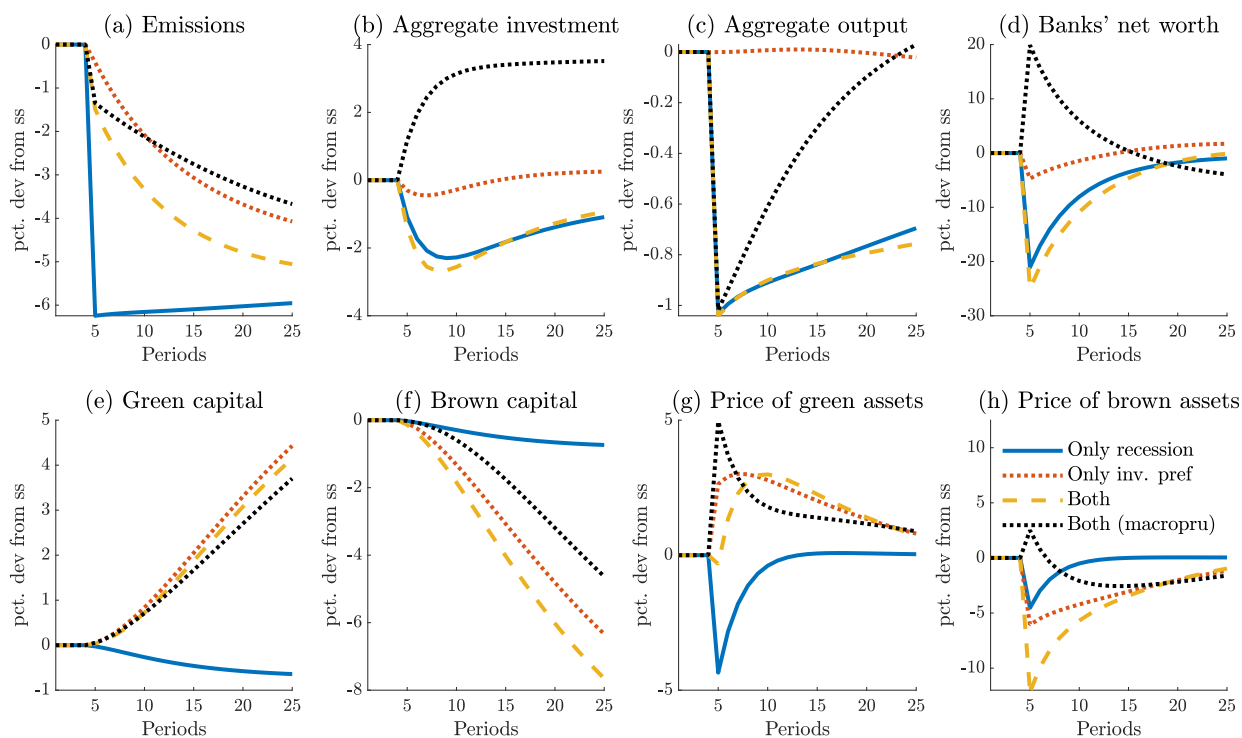 (a) Emissions
(b) Aggregate investment
(c) Aggregate output
(d) Banks' net worth
pct. dev from ss
0
-1
-2
-3
-4
-5
-6
5 10 15 20 25
Periods
pct. dev from ss
4
2
0
-2
-4
5 10 15 20 25
Periods
pct. dev from ss
0
-0.2
-0.4
-0.6
-0.8
-1
5 10 15 20 25
Periods
pct. dev from ss
20
10
0
-10
-20
-30
5 10 15 20 25
Periods
(e) Green capital
(f) Brown capital
(g) Price of green assets
(h) Price of brown assets
pct. dev from ss
5
4
3
2
1
0
-1
5 10 15 20 25
Periods
pct. dev from ss
0
-2
-4
-6
-8
5 10 15 20 25
Periods
pct. dev from ss
5
0
-5
5 10 15 20 25
Periods
pct. dev from ss
10
5
0
-5
-10
5 10 15 20 25
Periods
Only recession
Only inv. pref
Both
Both (macropru)